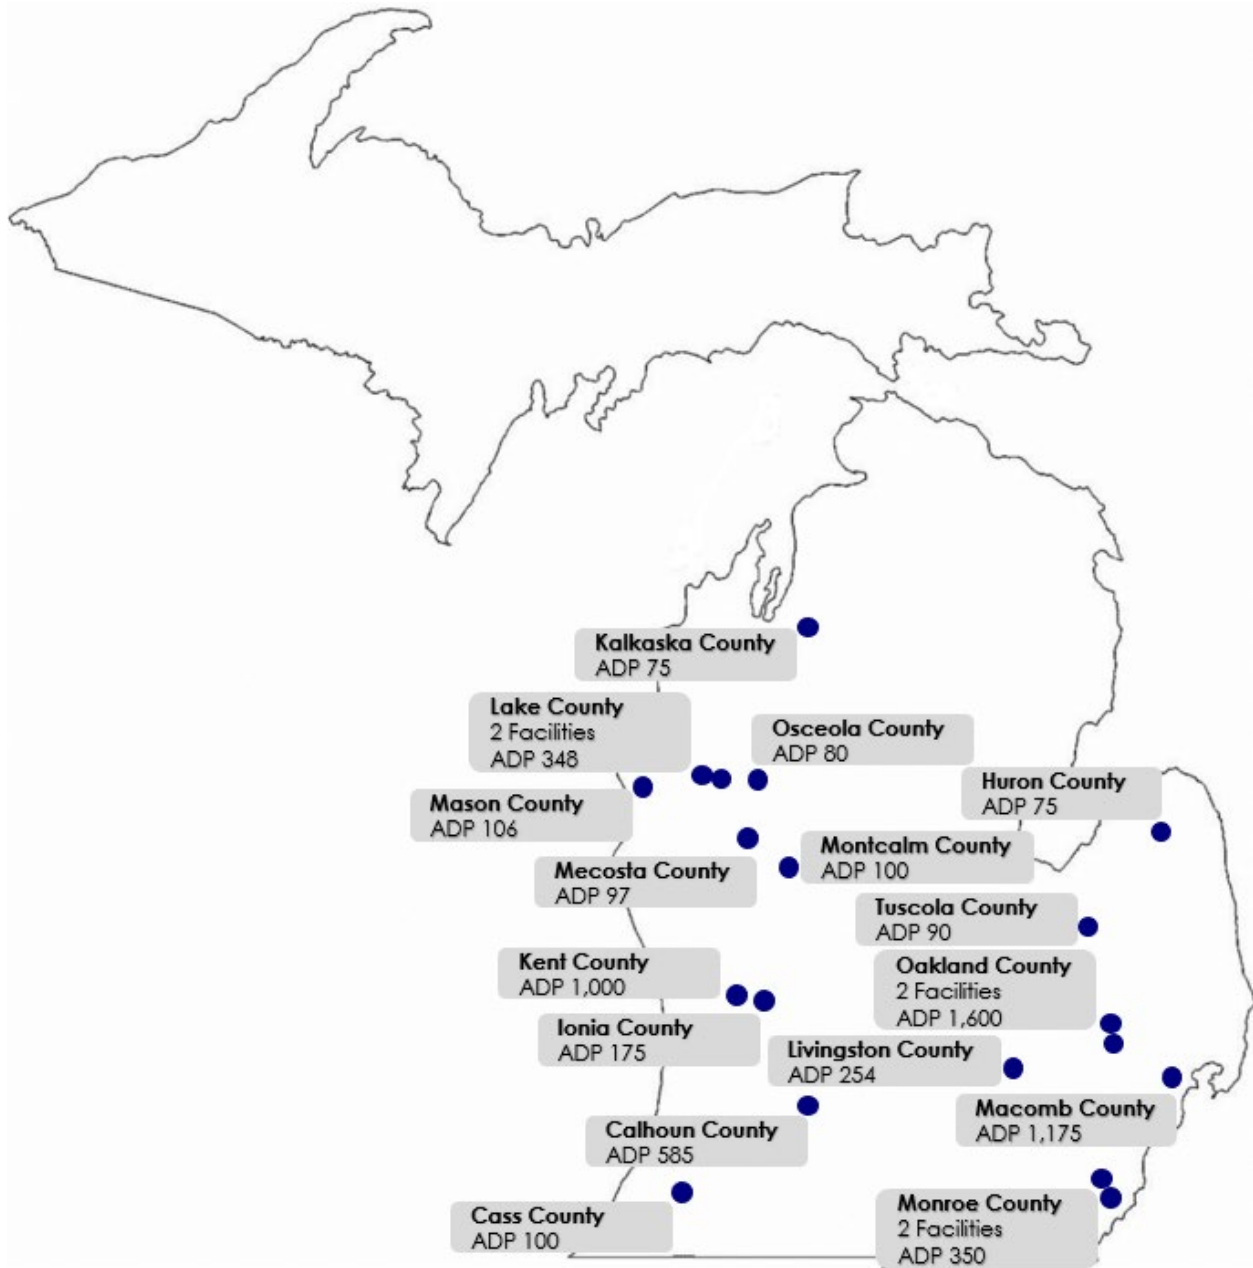 Kalkaska County
ADP 75
Lake County
2 Facilities
ADP 348
Osceola County
ADP 80
Huron County
ADP 75
Mason County
ADP 106
Mecosta County
ADP 97
Montcalm County
ADP 100
Tuscola County
ADP 90
Kent County
ADP 1,000
Oakland County
2 Facilities
ADP 1,600
Ionia County
ADP 175
Livingston County
ADP 254
Macomb County
ADP 1,175
Calhoun County
ADP 585
Cass County
ADP 100
Monroe County
2 Facilities
ADP 350